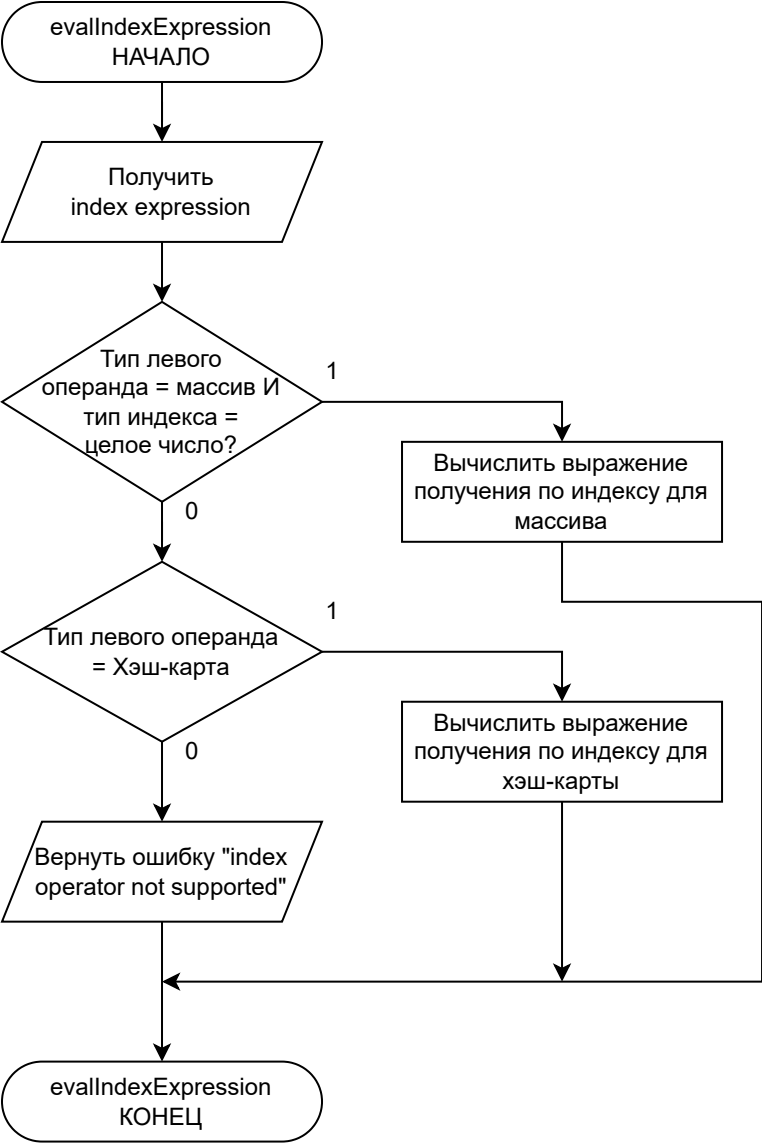 evalIndexExpression
НАЧАЛО
Получить
index expression
Тип левого
операнда = массив И
тип индекса =
целое число?
1
Вычислить выражение
получения по индексу для
массива
0
Тип левого операнда
= Хэш-карта
1
Вычислить выражение
получения по индексу для
хэш-карты
0
Вернуть ошибку "index
operator not supported"
evalIndexExpression
КОНЕЦ